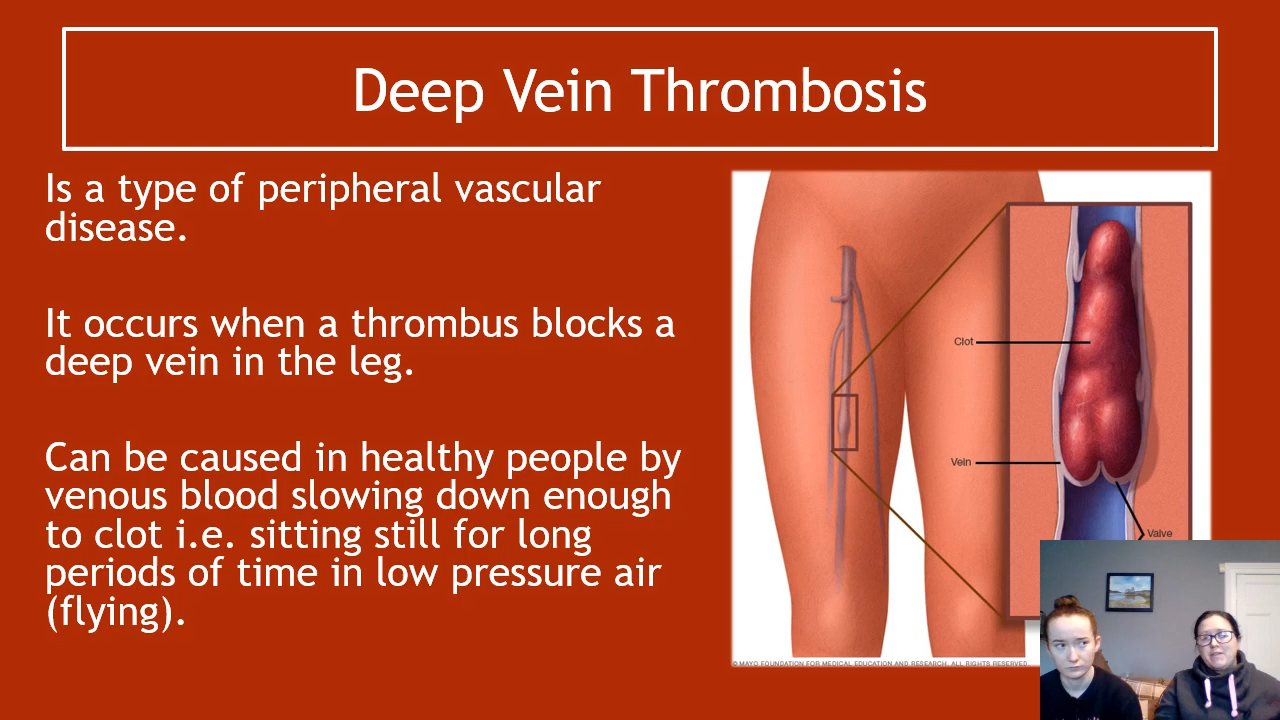 Deep Vein Thrombosis
Is a type of peripheral vascular
disease.
It occurs when a thrombus blocks a
deep vein in the leg.
Can be caused in healthy people by
venous blood slowing down enough
to clot i.e. sitting still for long
periods of time in low pressure air
(flying).
Clot
Vein
Valve
© MAYO FOUNDATION FOR MEDICAL EDUCATION AND RESEARCH. ALL RIGHTS RESERVED.